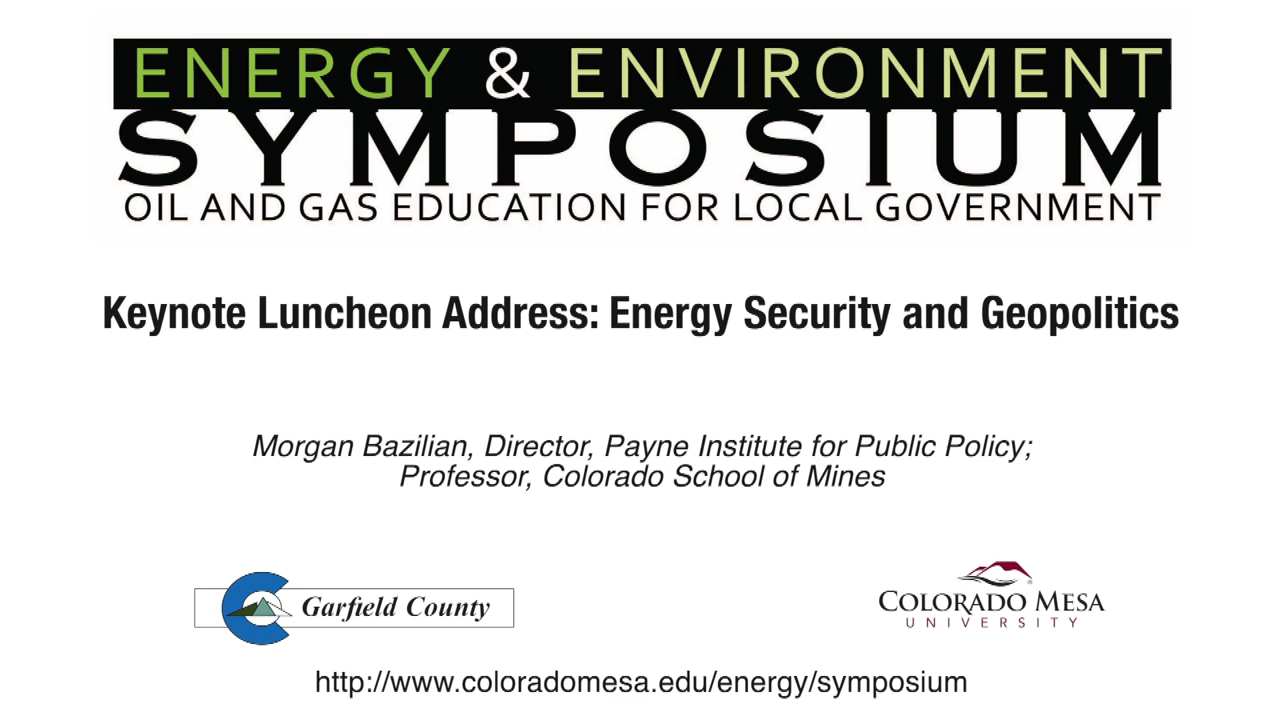 ENERGY & ENVIRONMENT
SYMPOSIUM
OIL AND GAS EDUCATION FOR LOCAL GOVERNMENT
Keynote Luncheon Address: Energy Security and Geopolitics
Morgan Bazilian, Director, Payne Institute for Public Policy;
Professor, Colorado School of Mines
Garfield County
COLORADO MESA
UNIVERSITY
http://www.coloradomesa.edu/energy/symposium